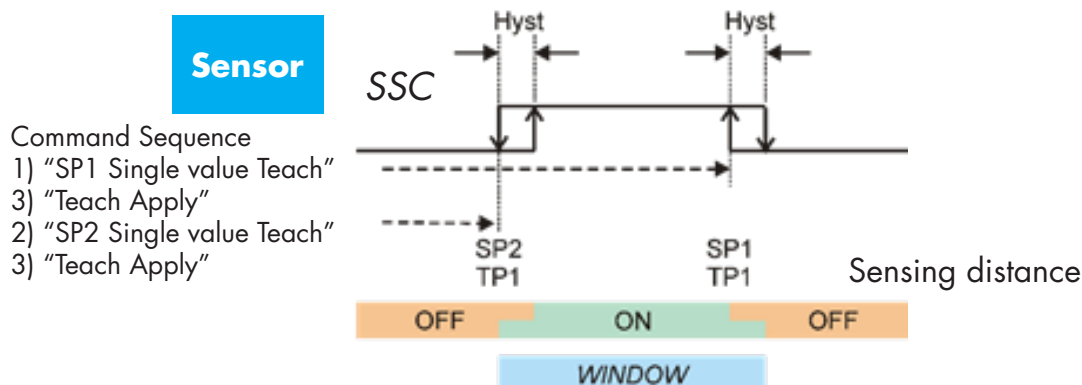 Hyst Hyst
Sensor
SSC
Command Sequence
1) “SP1 Single value Teach”
3) “Teach Apply”
2) “SP2 Single value Teach”
3) “Teach Apply”
SP2 SP1
TP1 TP1
Sensing distance
OFF ON OFF
WINDOW